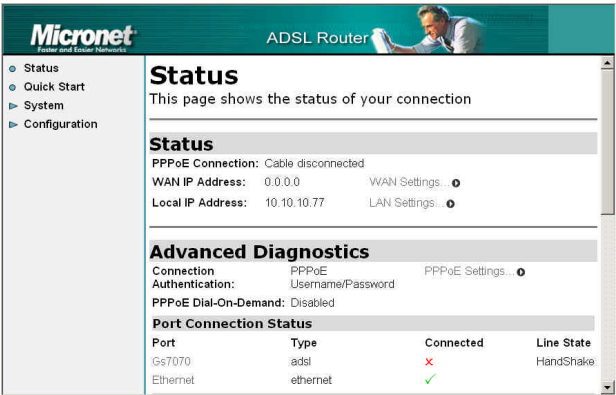 Micronet
Faster and Easier Networks
ADSL Router
Status
Quick Start
System
Configuration
Status
This page shows the status of your connection
Status
PPPoE Connection: Cable disconnected
WAN IP Address: 0.0.0.0 WAN Settings...
Local IP Address: 10.10.10.77 LAN Settings...
Advanced Diagnostics
Connection Authentication: PPPoE Username/Password PPPoE Settings...
PPPoE Dial-On-Demand: Disabled
Port Connection Status
Port Type Connected Line State
Gs7070 adsl HandShake
Ethernet ethernet